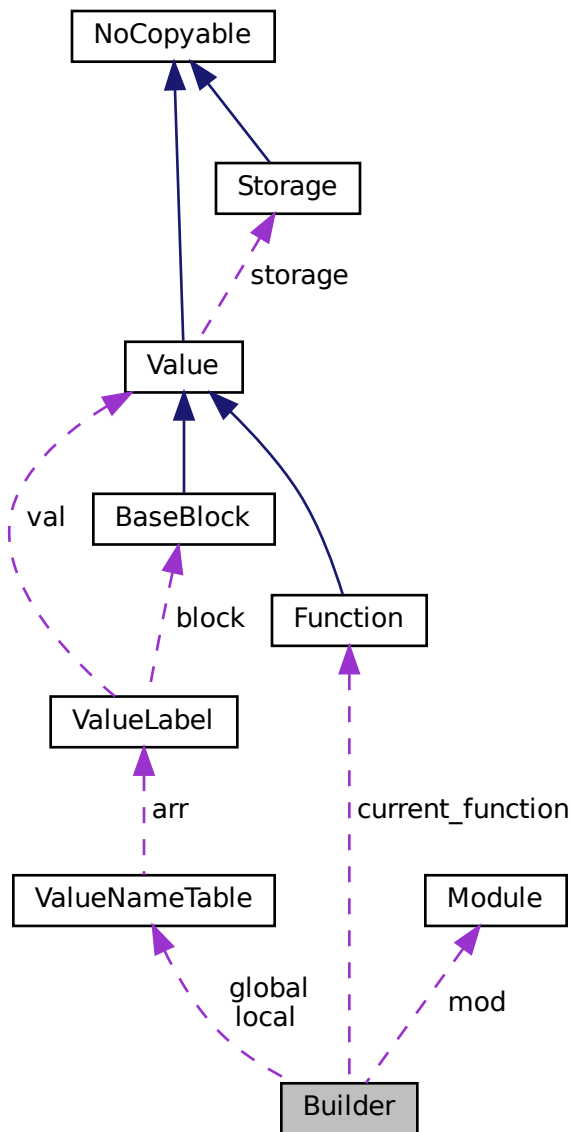 NoCopyable
Storage
storage
Value
val
BaseBlock
block
Function
ValueLabel
arr
current_function
ValueNameTable
Module
global
local
mod
Builder